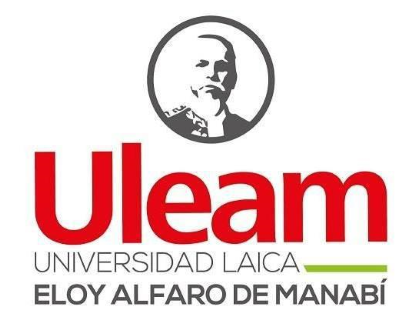 Uleam
UNIVERSIDAD LAICA
ELOY ALFARO DE MANABÍ